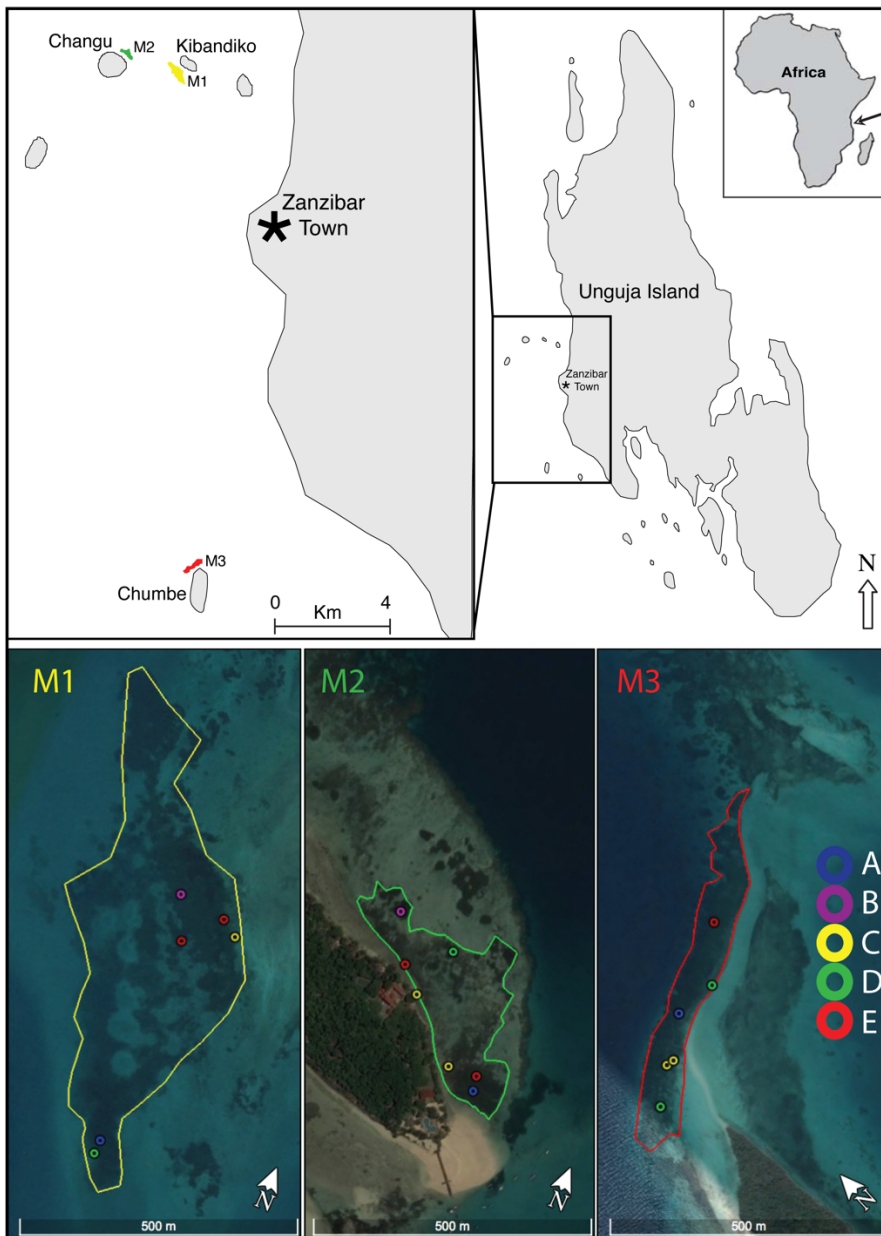 Changu
M2
Kibandiko
M1
Zanzibar
Town
M3
Chumbe
0
4
Km
Africa
Unguja Island
Zanzibar
Town
N
M1
N
500 m
M2
N
500 m
M3
A
B
C
D
E
N
500 m